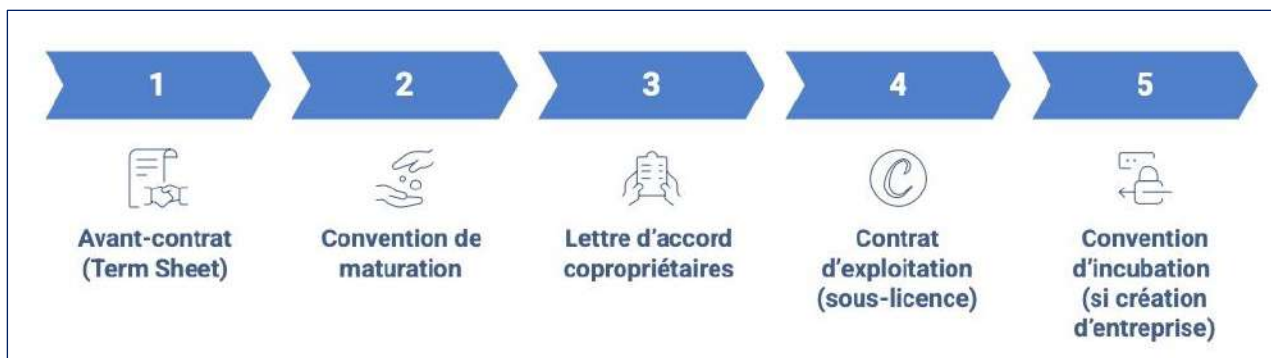 1
2
3
4
5
Avant-contrat
(Term Sheet)
Convention de
maturation
Lettre d'accord
copropriétaires
Contrat
d'exploitation
(sous-licence)
Convention
d'incubation
(si création
d'entreprise)